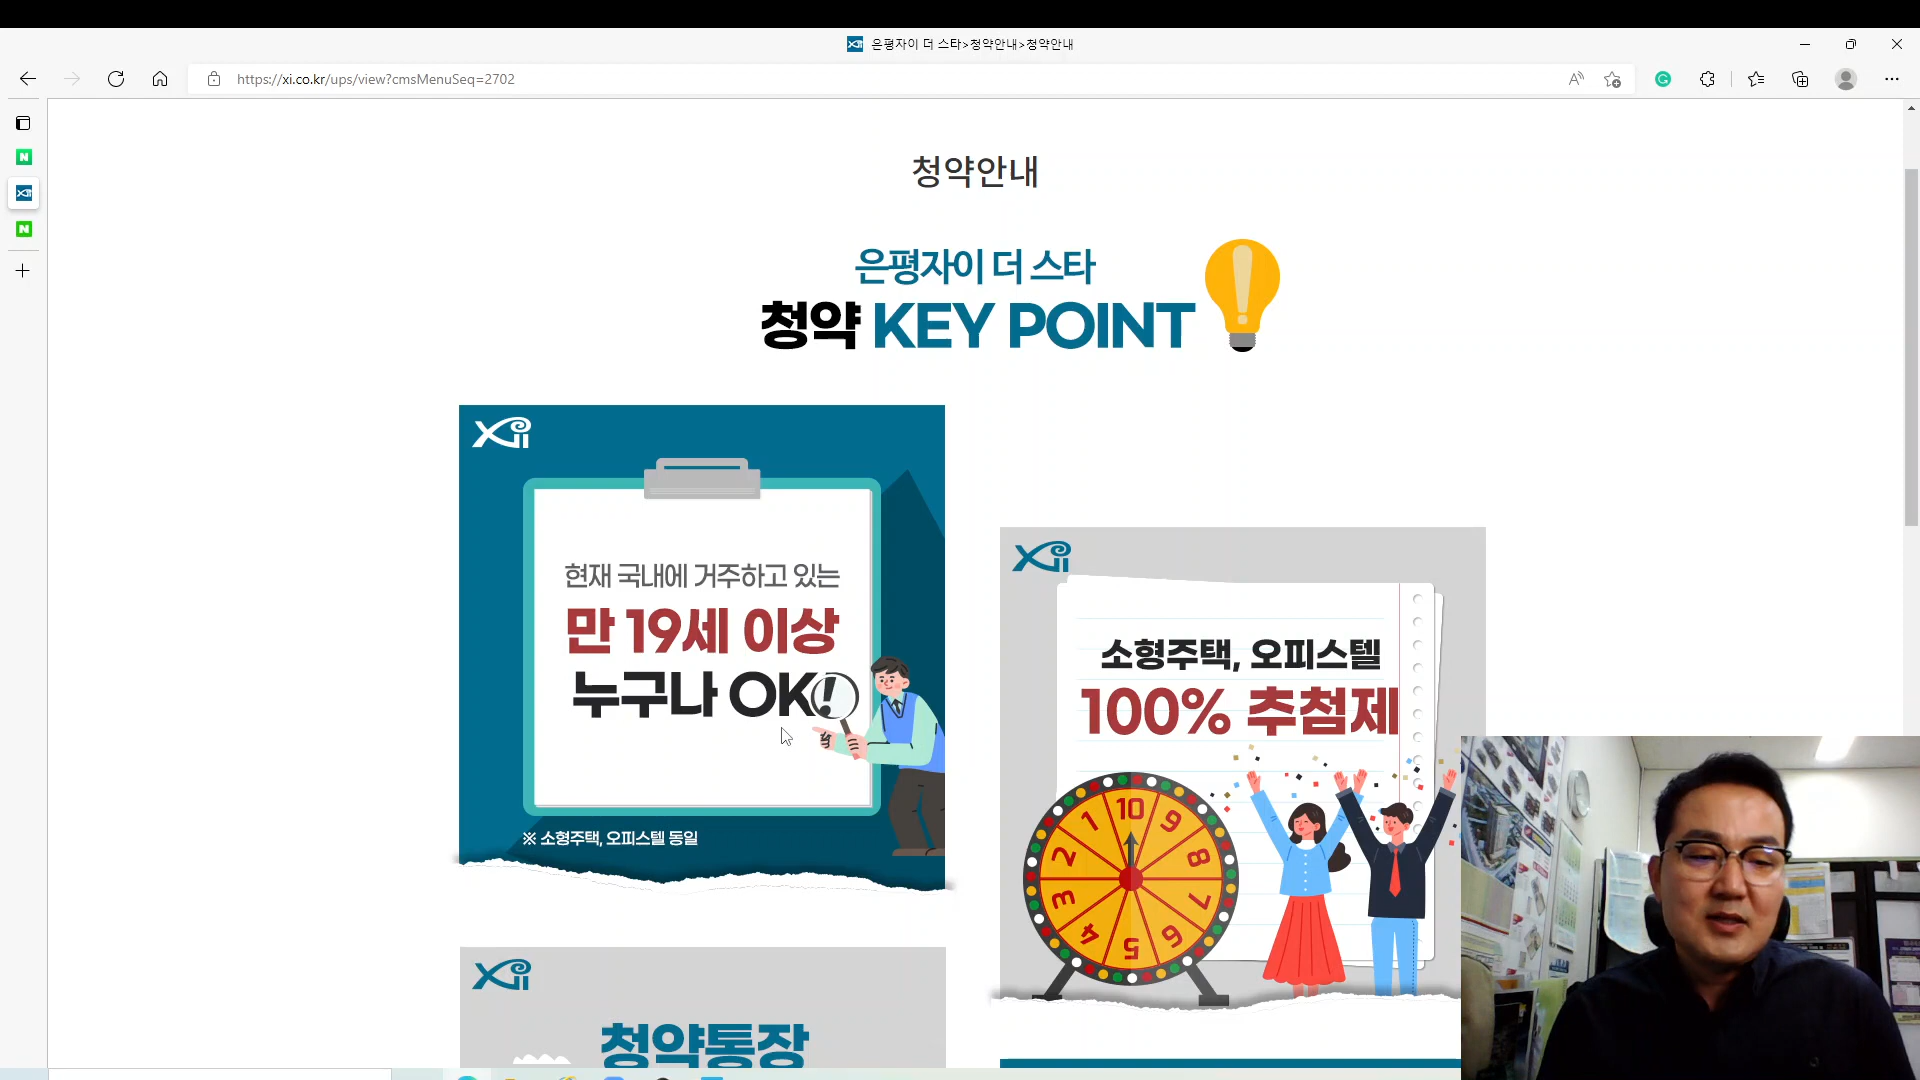 은평자이 더 스타>청약안내>청약안내
https://xi.co.kr/ups/view?cmsMenuSeq=2702
청약안내
은평자이 더 스타
청약 KEY POINT
Xii
현재 국내에 거주하고 있는
만 19세 이상
누구나 OK!
※ 소형주택, 오피스텔 동일
Xii
소형주택, 오피스텔
100% 추첨제
10
9
8
7
6
5
4
3
2
1
Xii
청약통장